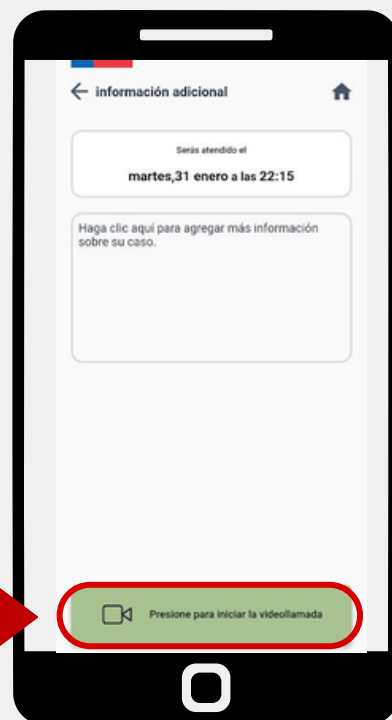 información adicional
Serás atendido el
martes,31 enero a las 22:15
Haga clic aquí para agregar más información
sobre su caso.
Presione para iniciar la videollamada